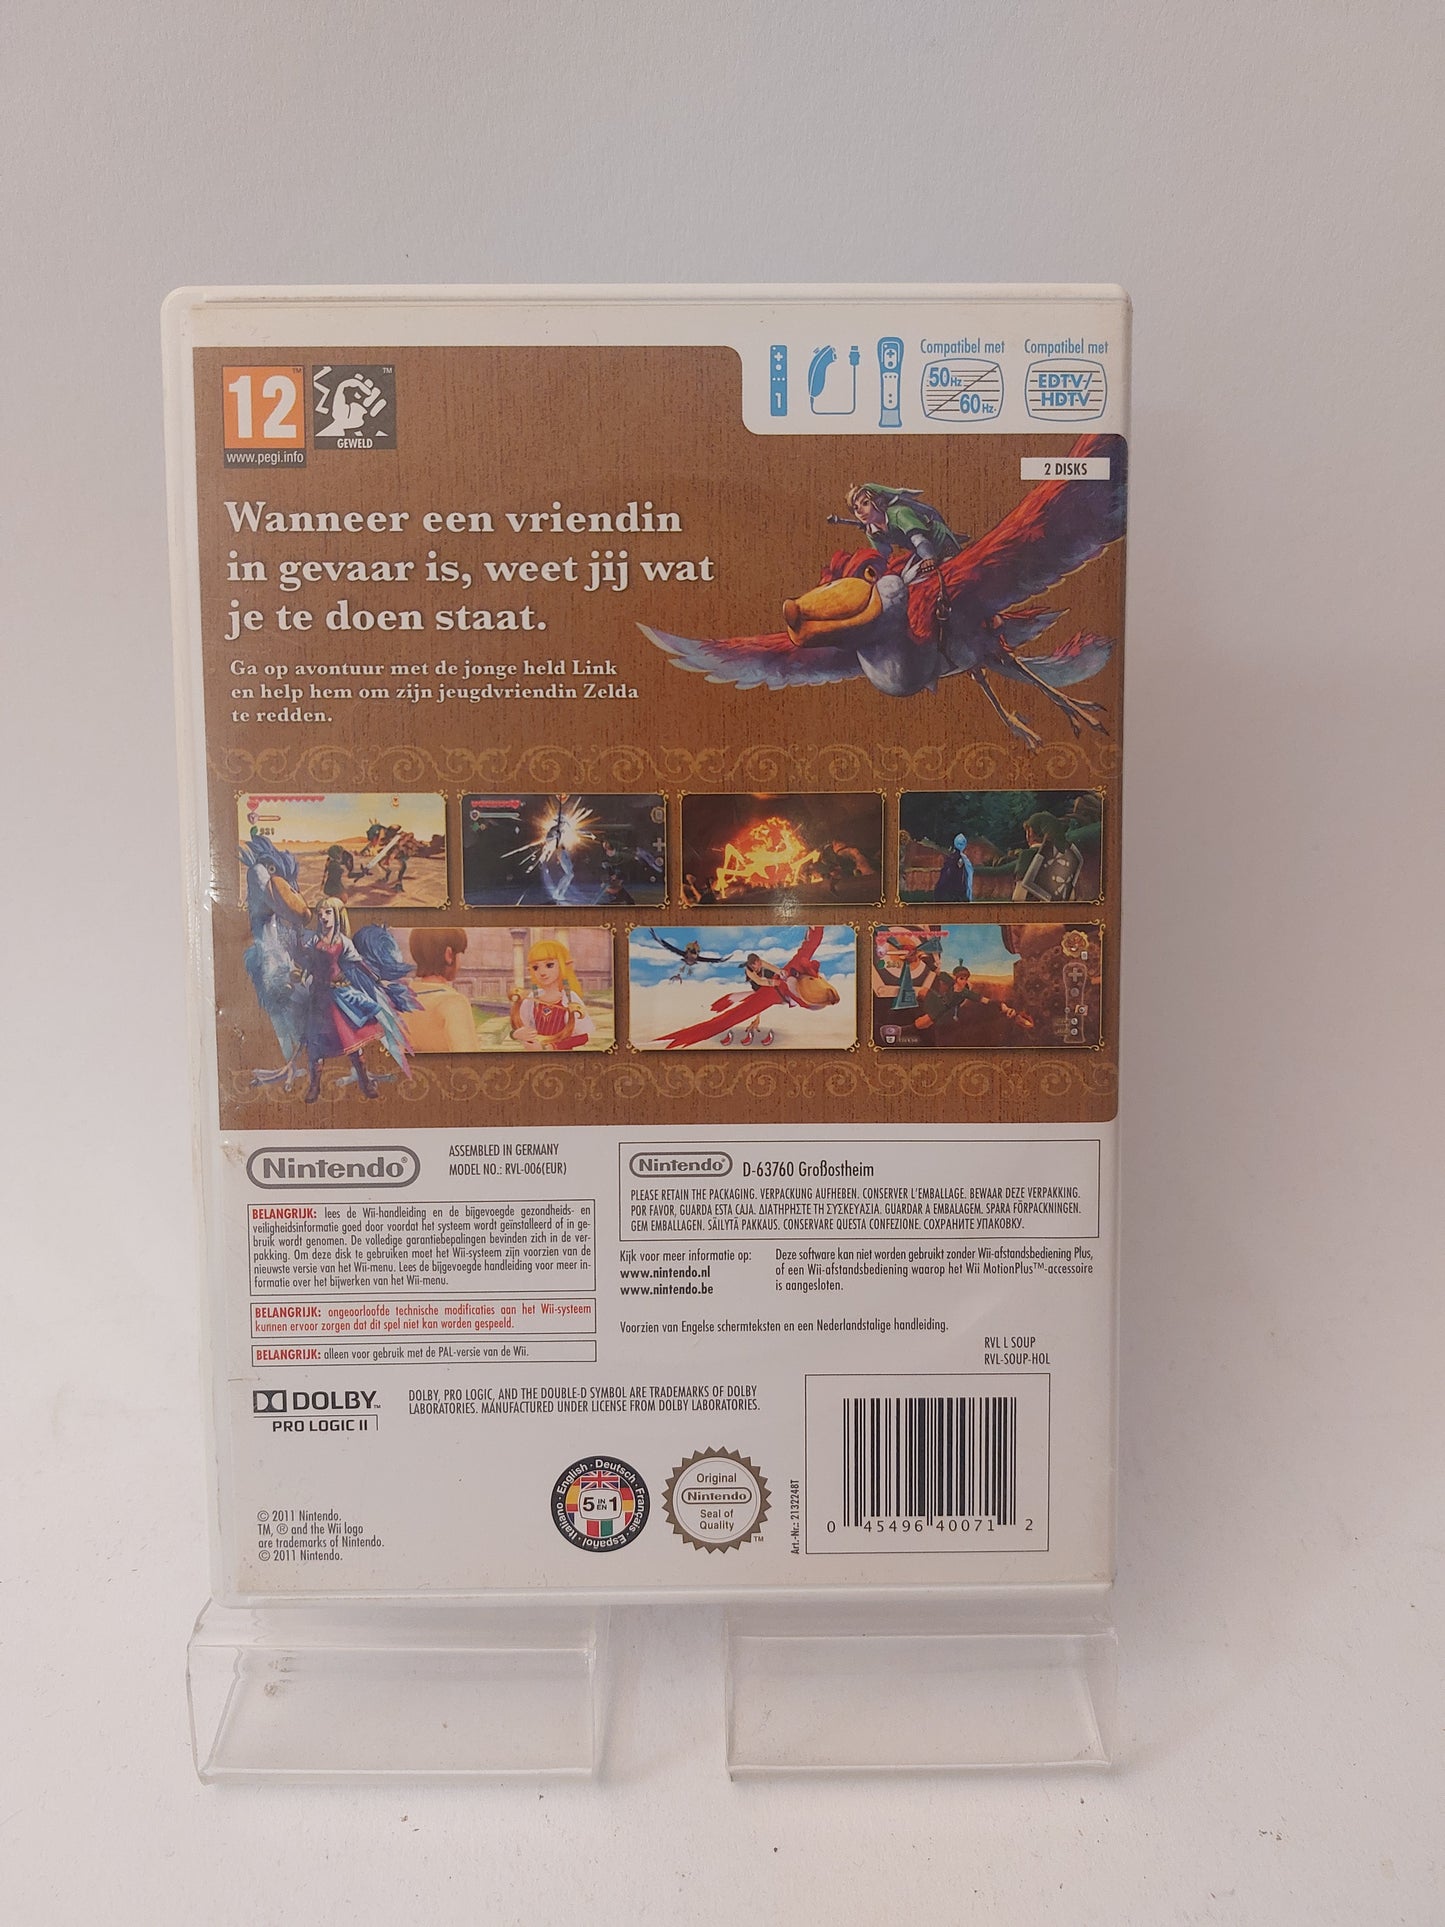 12
www.pegi.info
GEWELD
Compatibel met
50Hz
60Hz
Compatibel met
EDTV/
HDTV
2 DISKS
Wanneer een vriendin
in gevaar is, weet jij wat
je te doen staat.
Ga op avontuur met de jonge held Link
en help hem om zijn jeugdvriendin Zelda
te redden.
Nintendo®
ASSEMBLED IN GERMANY
MODEL NO.: RVL-006(EUR)
BELANGRIJK: lees de Wii-handleiding en de bijgevoegde gezondheids- en
veiligheidsinformatie goed door voordat het systeem wordt geïnstalleerd of in ge-
bruik wordt genomen. De volledige garantiebepalingen bevinden zich in de ver-
pakking. Om deze disk te gebruiken moet het Wii-systeem zijn voorzien van de
nieuwste versie van het Wii-menu. Lees de bijgevoegde handleiding voor meer in-
formatie over het bijwerken van het Wii-menu.
BELANGRIJK: ongeoorloofde technische modificaties aan het Wii-systeem
kunnen ervoor zorgen dat dit spel niet kan worden gespeeld.
BELANGRIJK: alleen voor gebruik met de PAL-versie van de Wii.
Nintendo® D-63760 Großostheim
PLEASE RETAIN THE PACKAGING. VERPACKUNG AUFHEBEN. CONSERVER L'EMBALLAGE. BEWAAR DEZE VERPAKKING.
POR FAVOR, GUARDA ESTA CAJA. ΔΙΑΤΗΡΗΣΤΕ ΤΗ ΣΥΣΚΕΥΑΣΙΑ. GUARDAR A EMBALAGEM. SPARA FÖRPACKNINGEN.
GEM EMBALLAGEN. SÄILYTÄ PAKKAUS. CONSERVARE QUESTA CONFEZIONE. СОХРАНИТЕ УПАКОВКУ.
Kijk voor meer informatie op:
www.nintendo.nl
www.nintendo.be
Deze software kan niet worden gebruikt zonder Wii-afstandsbediening Plus,
of een Wii-afstandsbediening waarop het Wii MotionPlus™-accessoire
is aangesloten.
Voorzien van Engelse schermteksten en een Nederlandstalige handleiding.
RVL L SOUP
RVL-SOUP-HOL
DOLBY™
PRO LOGIC II
DOLBY, PRO LOGIC, AND THE DOUBLE-D SYMBOL ARE TRADEMARKS OF DOLBY
LABORATORIES. MANUFACTURED UNDER LICENSE FROM DOLBY LABORATORIES.
© 2011 Nintendo.
TM, ® and the Wii logo
are trademarks of Nintendo.
© 2011 Nintendo.
English · Deutsch · Français · Español · Italiano
5 IN EN 1
Original
Nintendo
Seal of
Quality
TM
Art.-Nr.: 2132248T
0 45496 40071 2